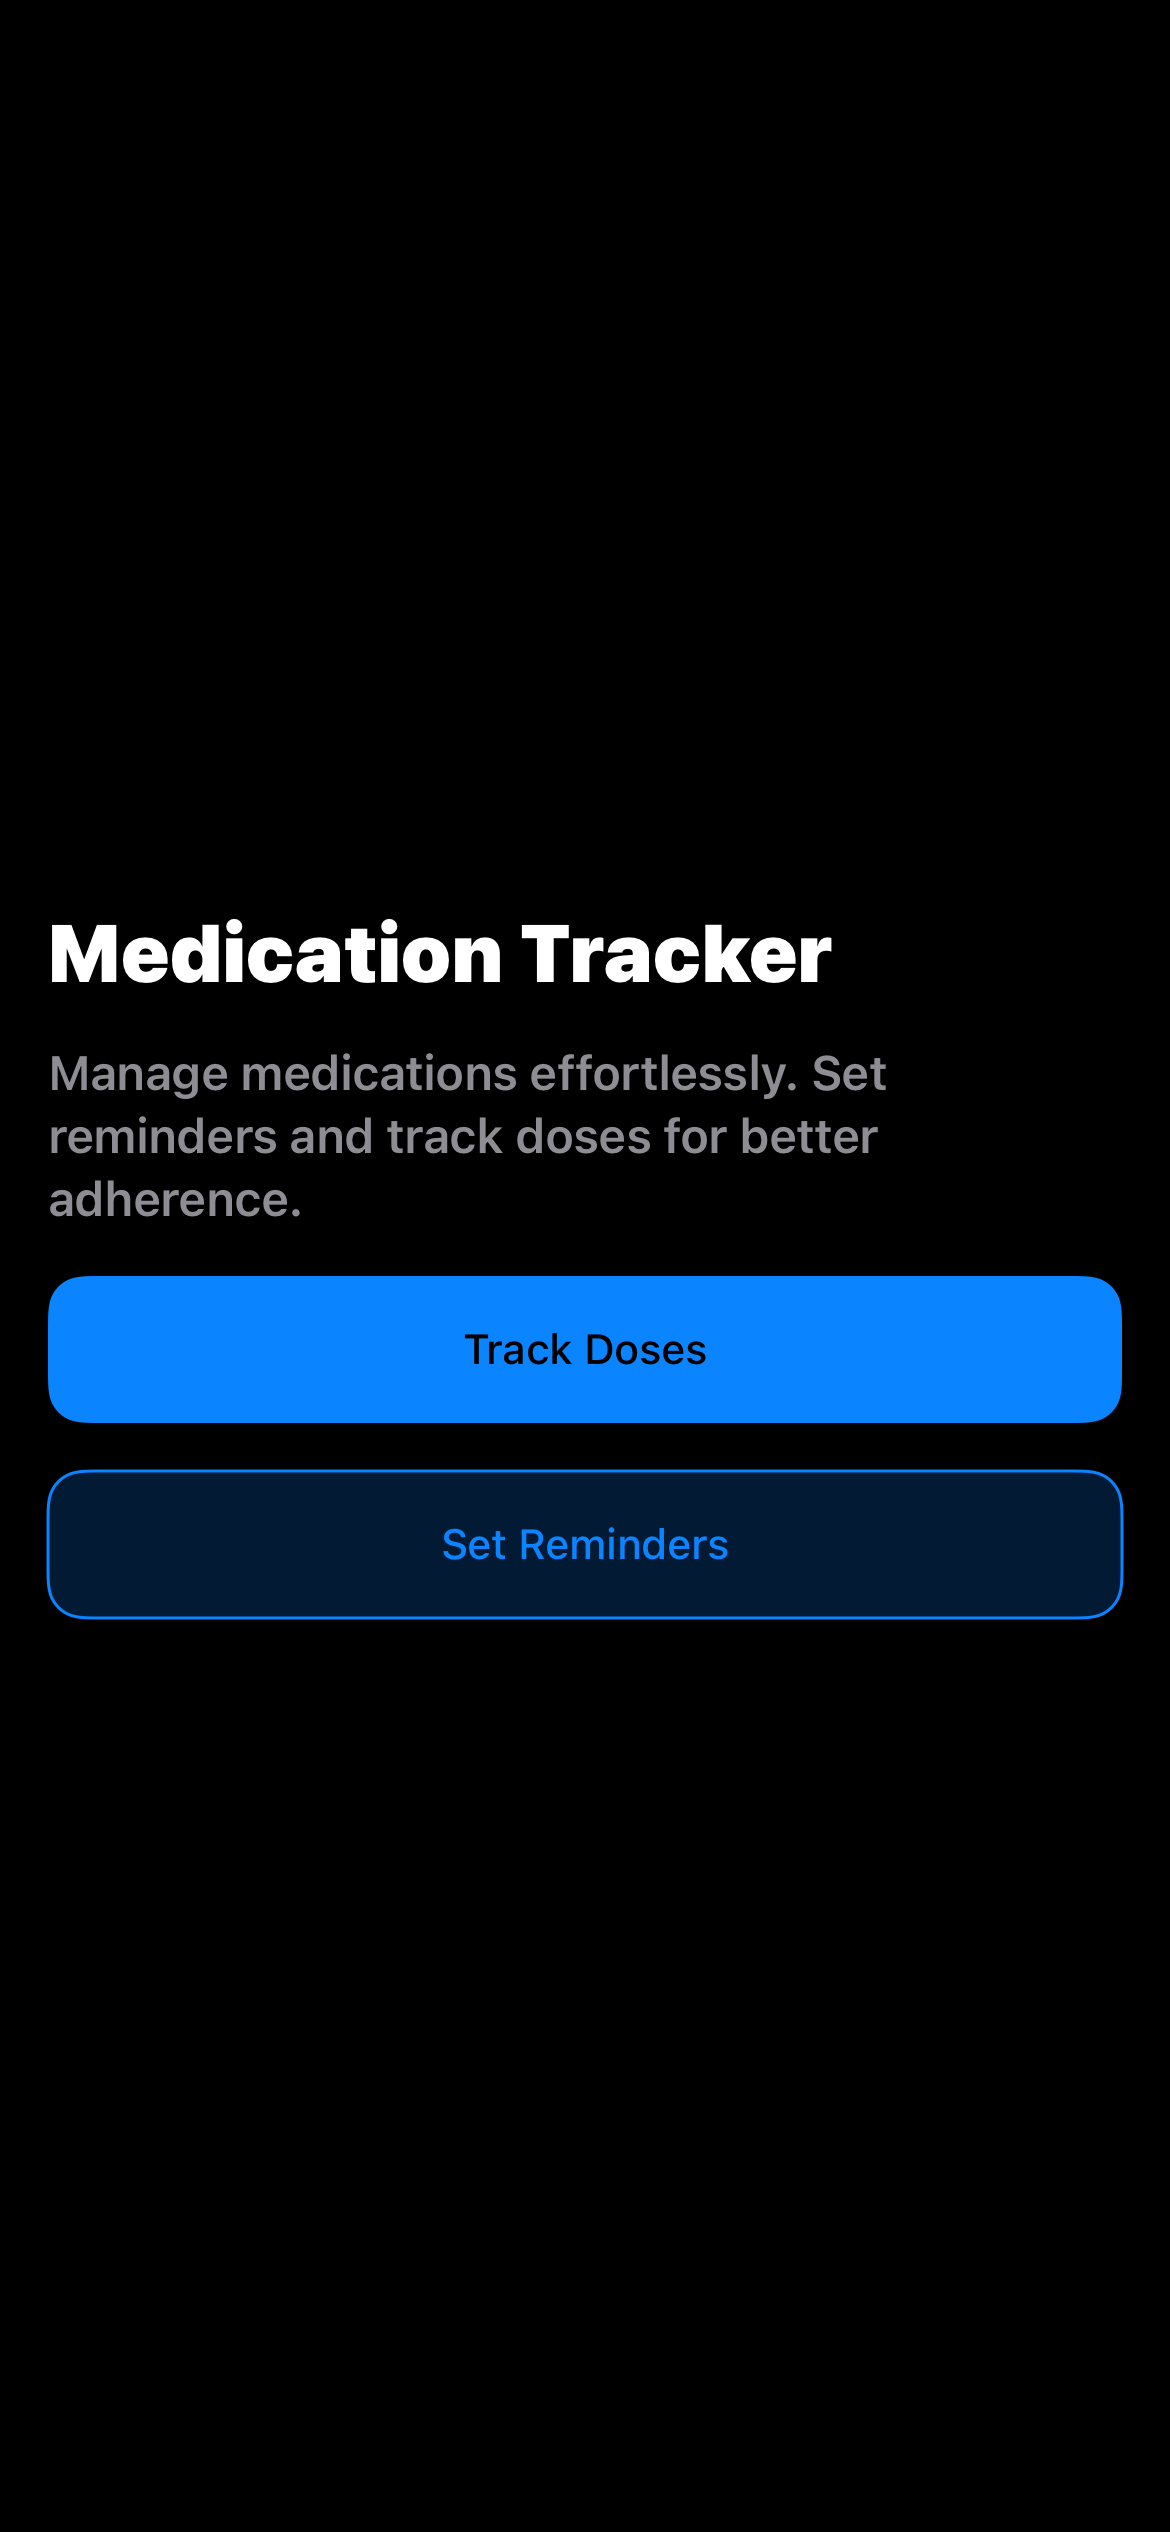 Medication Tracker
Manage medications effortlessly. Set
reminders and track doses for better
adherence.
Track Doses
Set Reminders